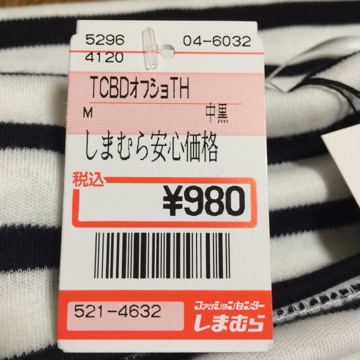 5296 04-6032
4120
TCBDオフショTH
M 中黒
しまむら安心価格
税込
¥980
521-4632
ファッションセンター
しまむら